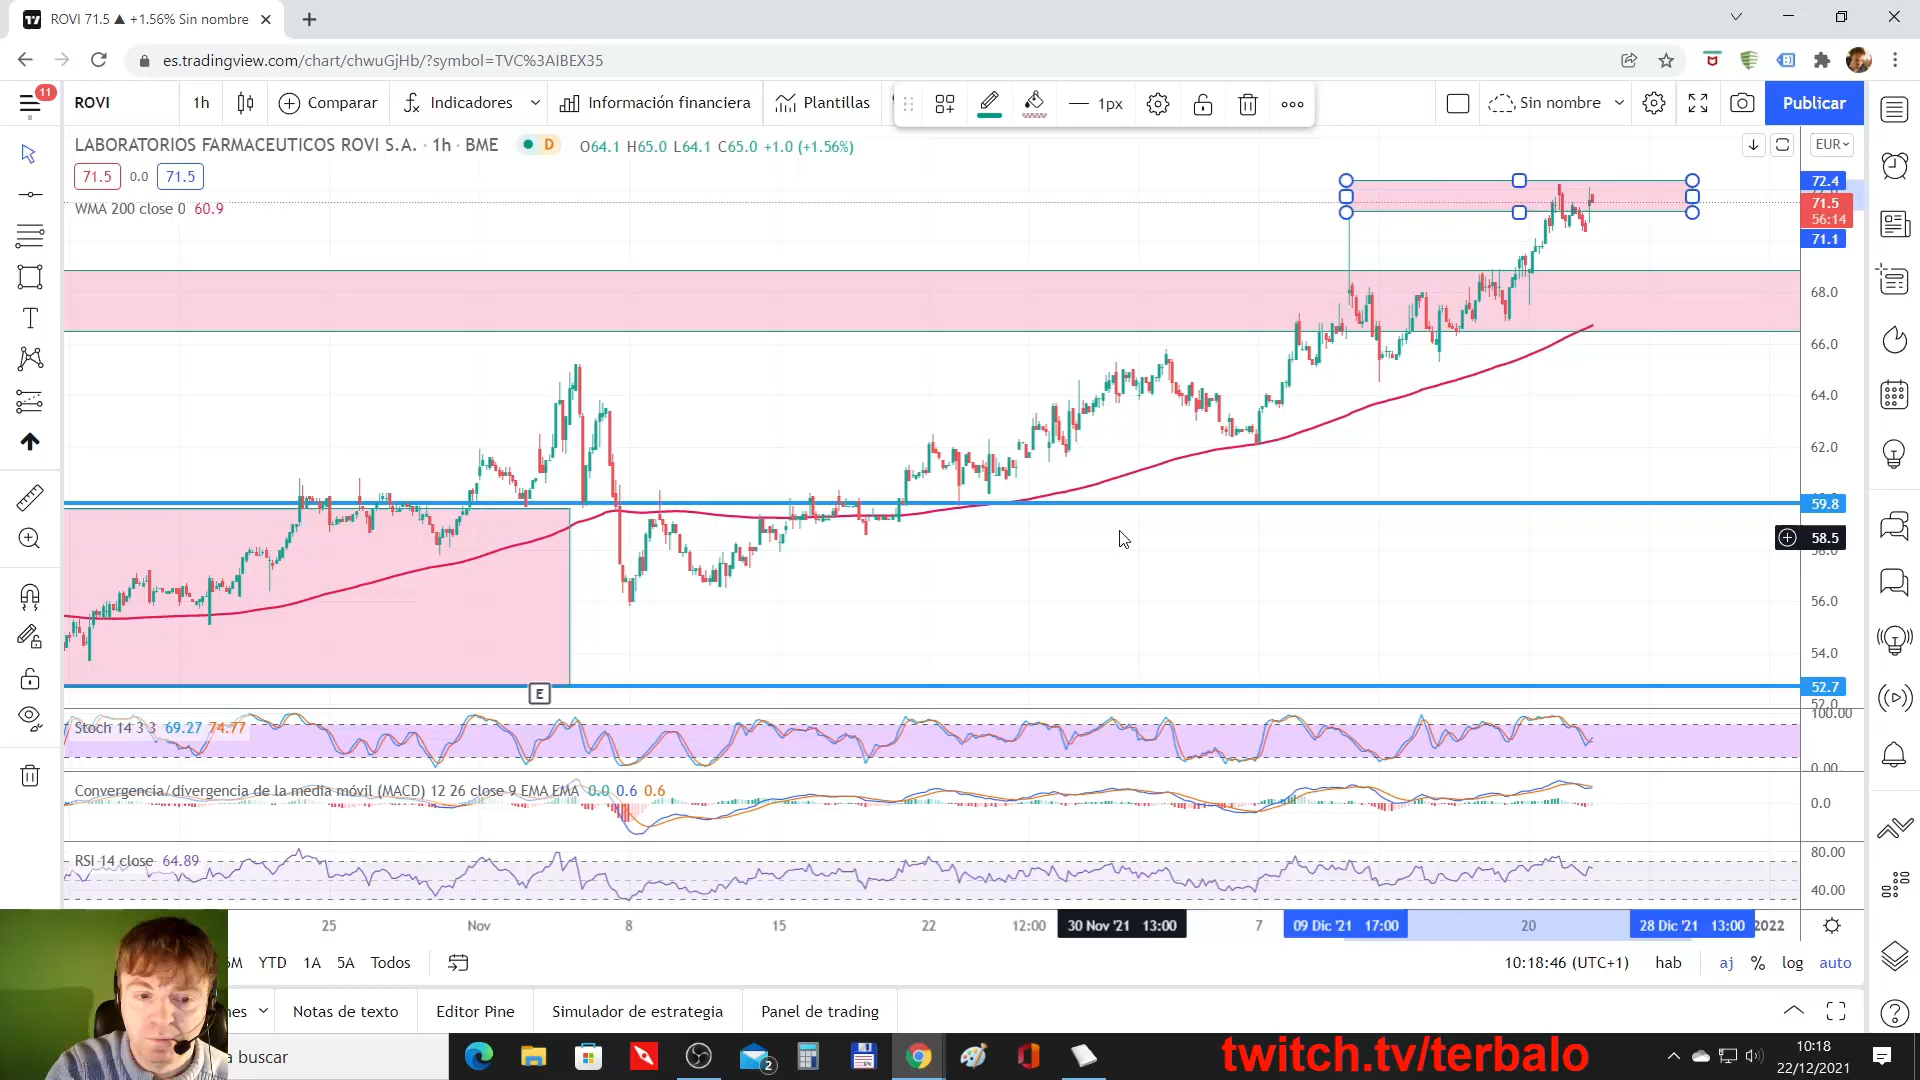 ROVI 71.5 ▲ +1.56% Sin nombre
es.tradingview.com/chart/chwuGjHb/?symbol=TVC%3AIBEX35
11
ROVI 1h Comparar Indicadores Información financiera Plantillas 1px Sin nombre Publicar
LABORATORIOS FARMACEUTICOS ROVI S.A. · 1h · BME D O64.1 H65.0 L64.1 C65.0 +1.0 (+1.56%)
EUR
71.5 0.0 71.5
WMA 200 close 0 60.9
72.4
71.5
56:14
71.1
68.0
66.0
64.0
62.0
59.8
58.5
56.0
54.0
52.7
52.0
E
Stoch 14 3 3 69.27 74.77
100.00
0.00
Convergencia/divergencia de la media móvil (MACD) 12 26 close 9 EMA EMA 0.0 0.6 0.6
0.0
RSI 14 close 64.89
80.00
40.00
25 Nov 8 15 22 12:00 30 Nov '21 13:00 7 09 Dic '21 17:00 20 28 Dic '21 13:00 2022
YTD 1A 5A Todos
10:18:46 (UTC+1) hab aj % log auto
nes Notas de texto Editor Pine Simulador de estrategia Panel de trading
a buscar
2
twitch.tv/terbalo
10:18
22/12/2021